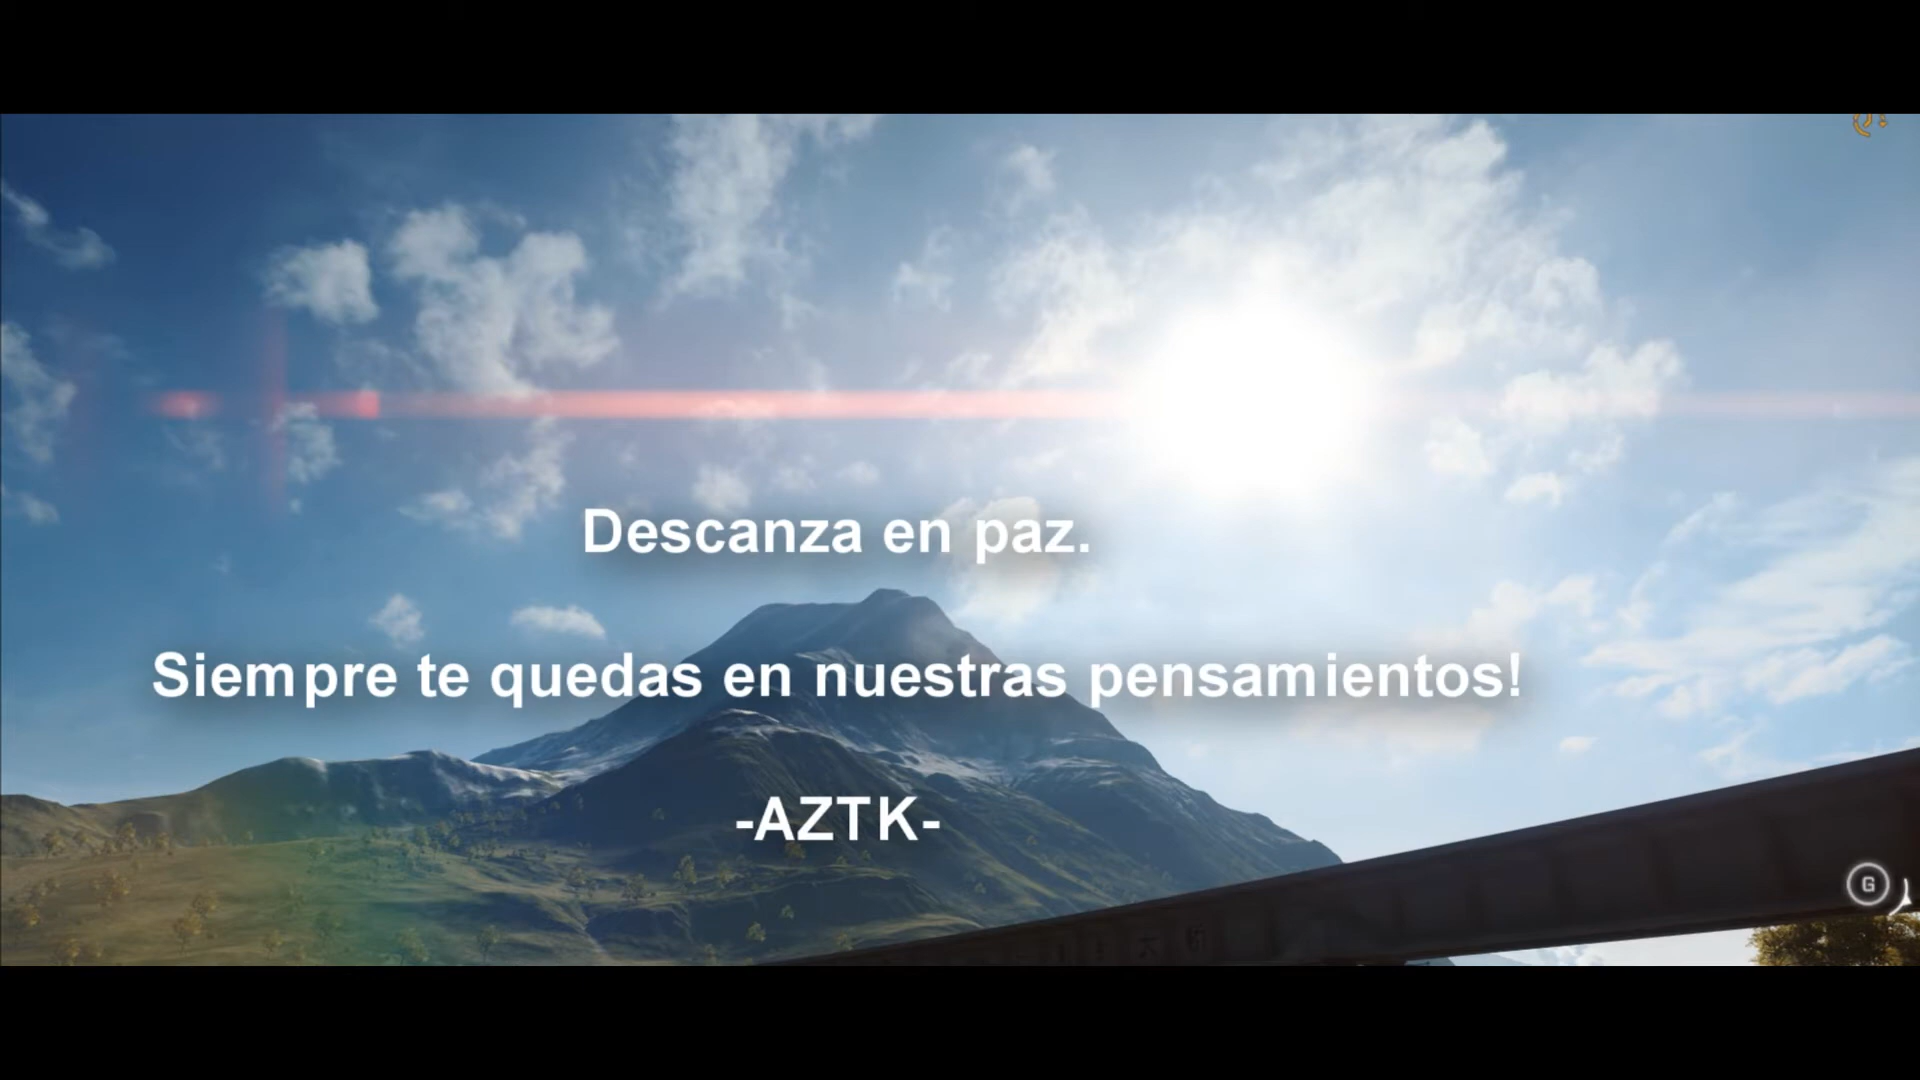 Descanza en paz.
Siempre te quedas en nuestras pensamientos!
-AZTK-
G